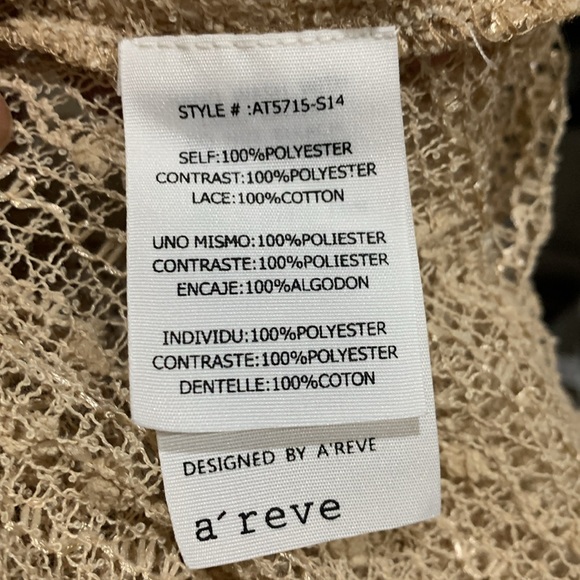 STYLE # :AT5715-S14
SELF:100%POLYESTER
CONTRAST:100%POLYESTER
LACE:100%COTTON
UNO MISMO:100%POLIESTER
CONTRASTE:100%POLIESTER
ENCAJE:100%ALGODON
INDIVIDU:100%POLYESTER
CONTRASTE:100%POLYESTER
DENTELLE:100%COTON
DESIGNED BY A'REVE
a´reve